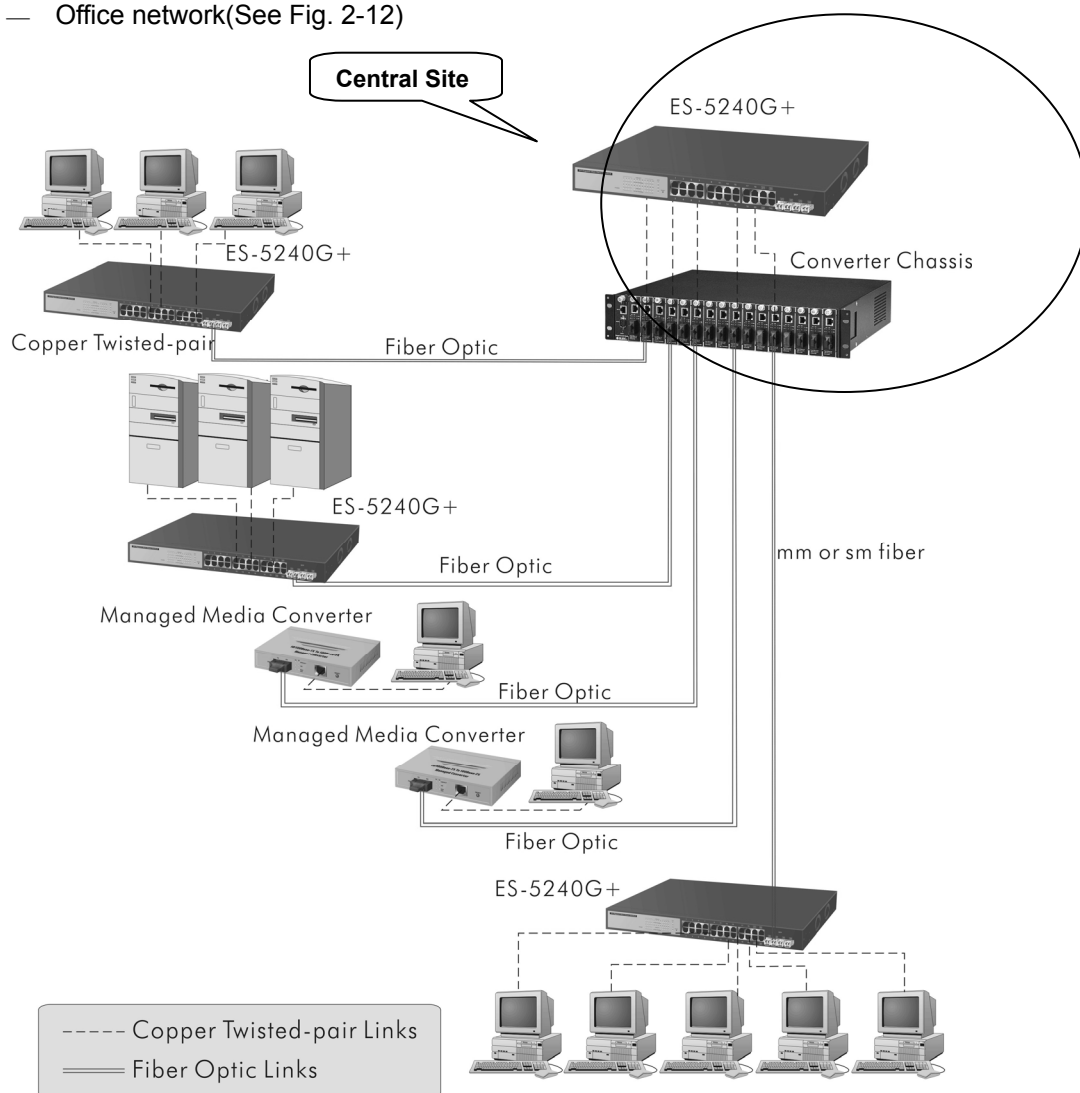 — Office network(See Fig. 2-12)
Central Site
ES-5240G+
ES-5240G+
Converter Chassis
Copper Twisted-pair
Fiber Optic
ES-5240G+
mm or sm fiber
Fiber Optic
Managed Media Converter
Fiber Optic
Managed Media Converter
Fiber Optic
ES-5240G+
Copper Twisted-pair Links
Fiber Optic Links